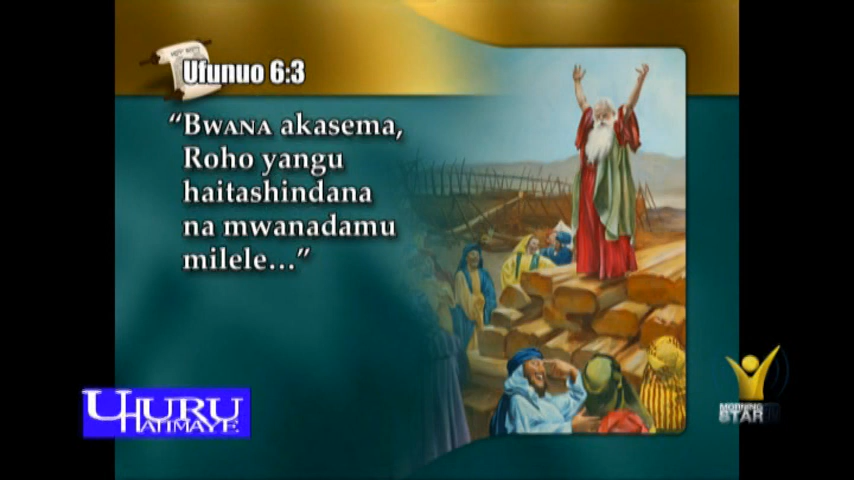 Ufunuo 6:3
“BWANA akasema,
Roho yangu
haitashindana
na mwanadamu
milele...”
UHURU
HATIMAYE
MORNING
STAR